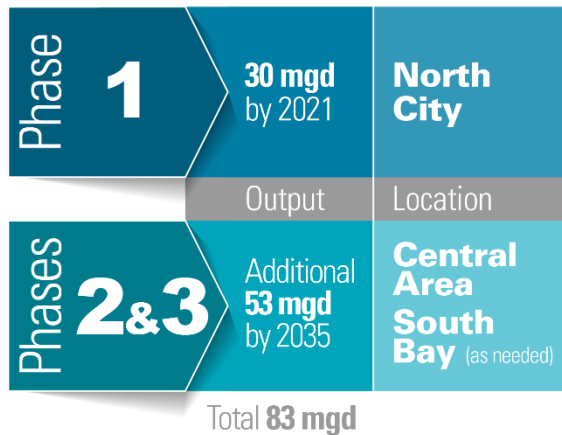 Phase 1
30 mgd
by 2021
North
City
Output
Location
Phases 2&3
Additional
53 mgd
by 2035
Central
Area
South
Bay (as needed)
Total 83 mgd